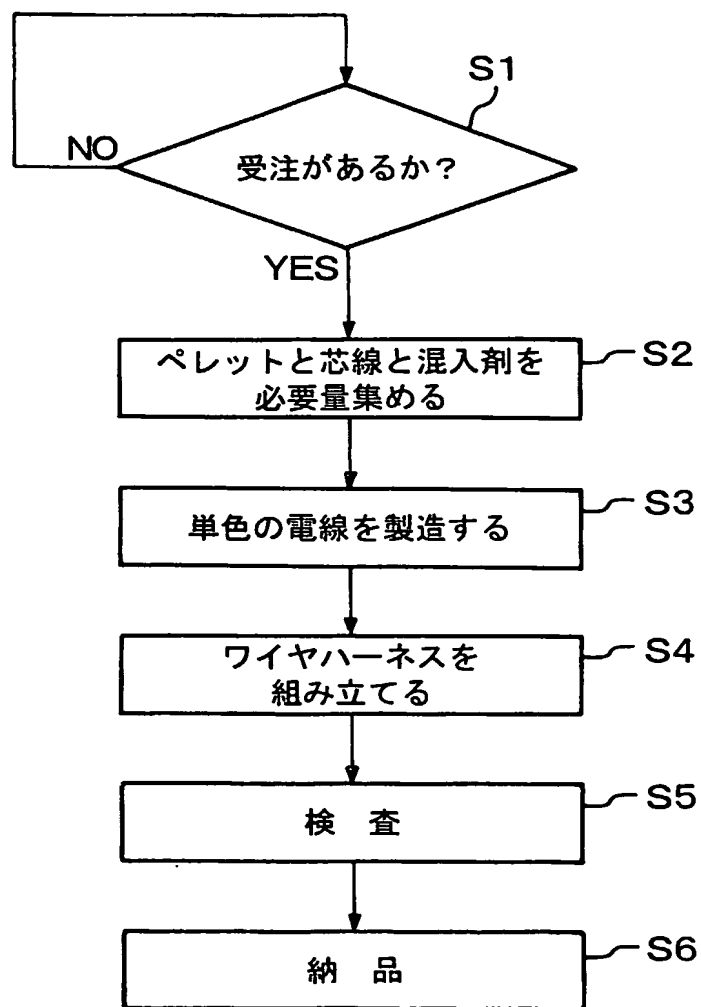 S1
受注があるか？
NO
YES
ペレットと芯線と混入剤を
必要量集める
S2
単色の電線を製造する
S3
ワイヤハーネスを
組み立てる
S4
検 査
S5
納 品
S6